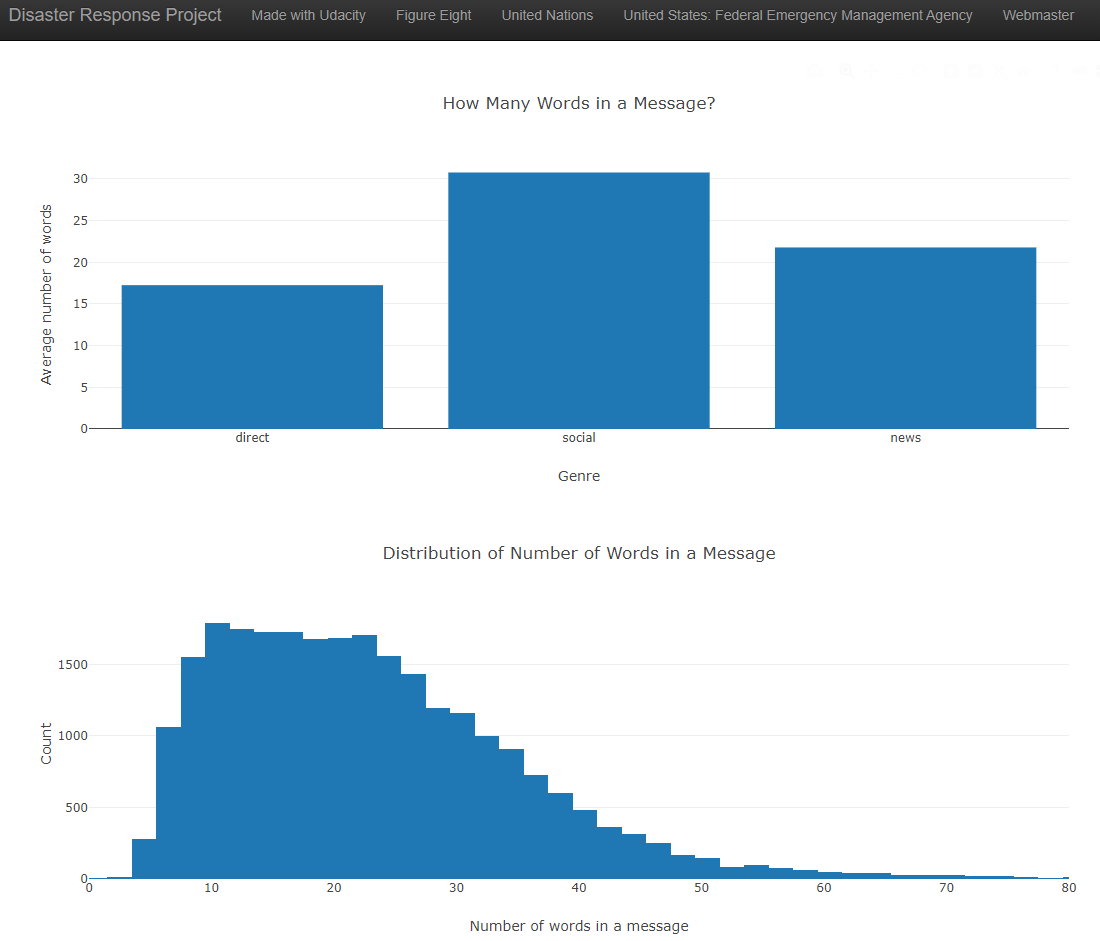 Disaster Response Project Made with Udacity Figure Eight United Nations United States: Federal Emergency Management Agency Webmaster
How Many Words in a Message?
30
25
20
15
10
5
0
Average number of words
direct social news
Genre
Distribution of Number of Words in a Message
1500
1000
500
0
Count
0 10 20 30 40 50 60 70 80
Number of words in a message